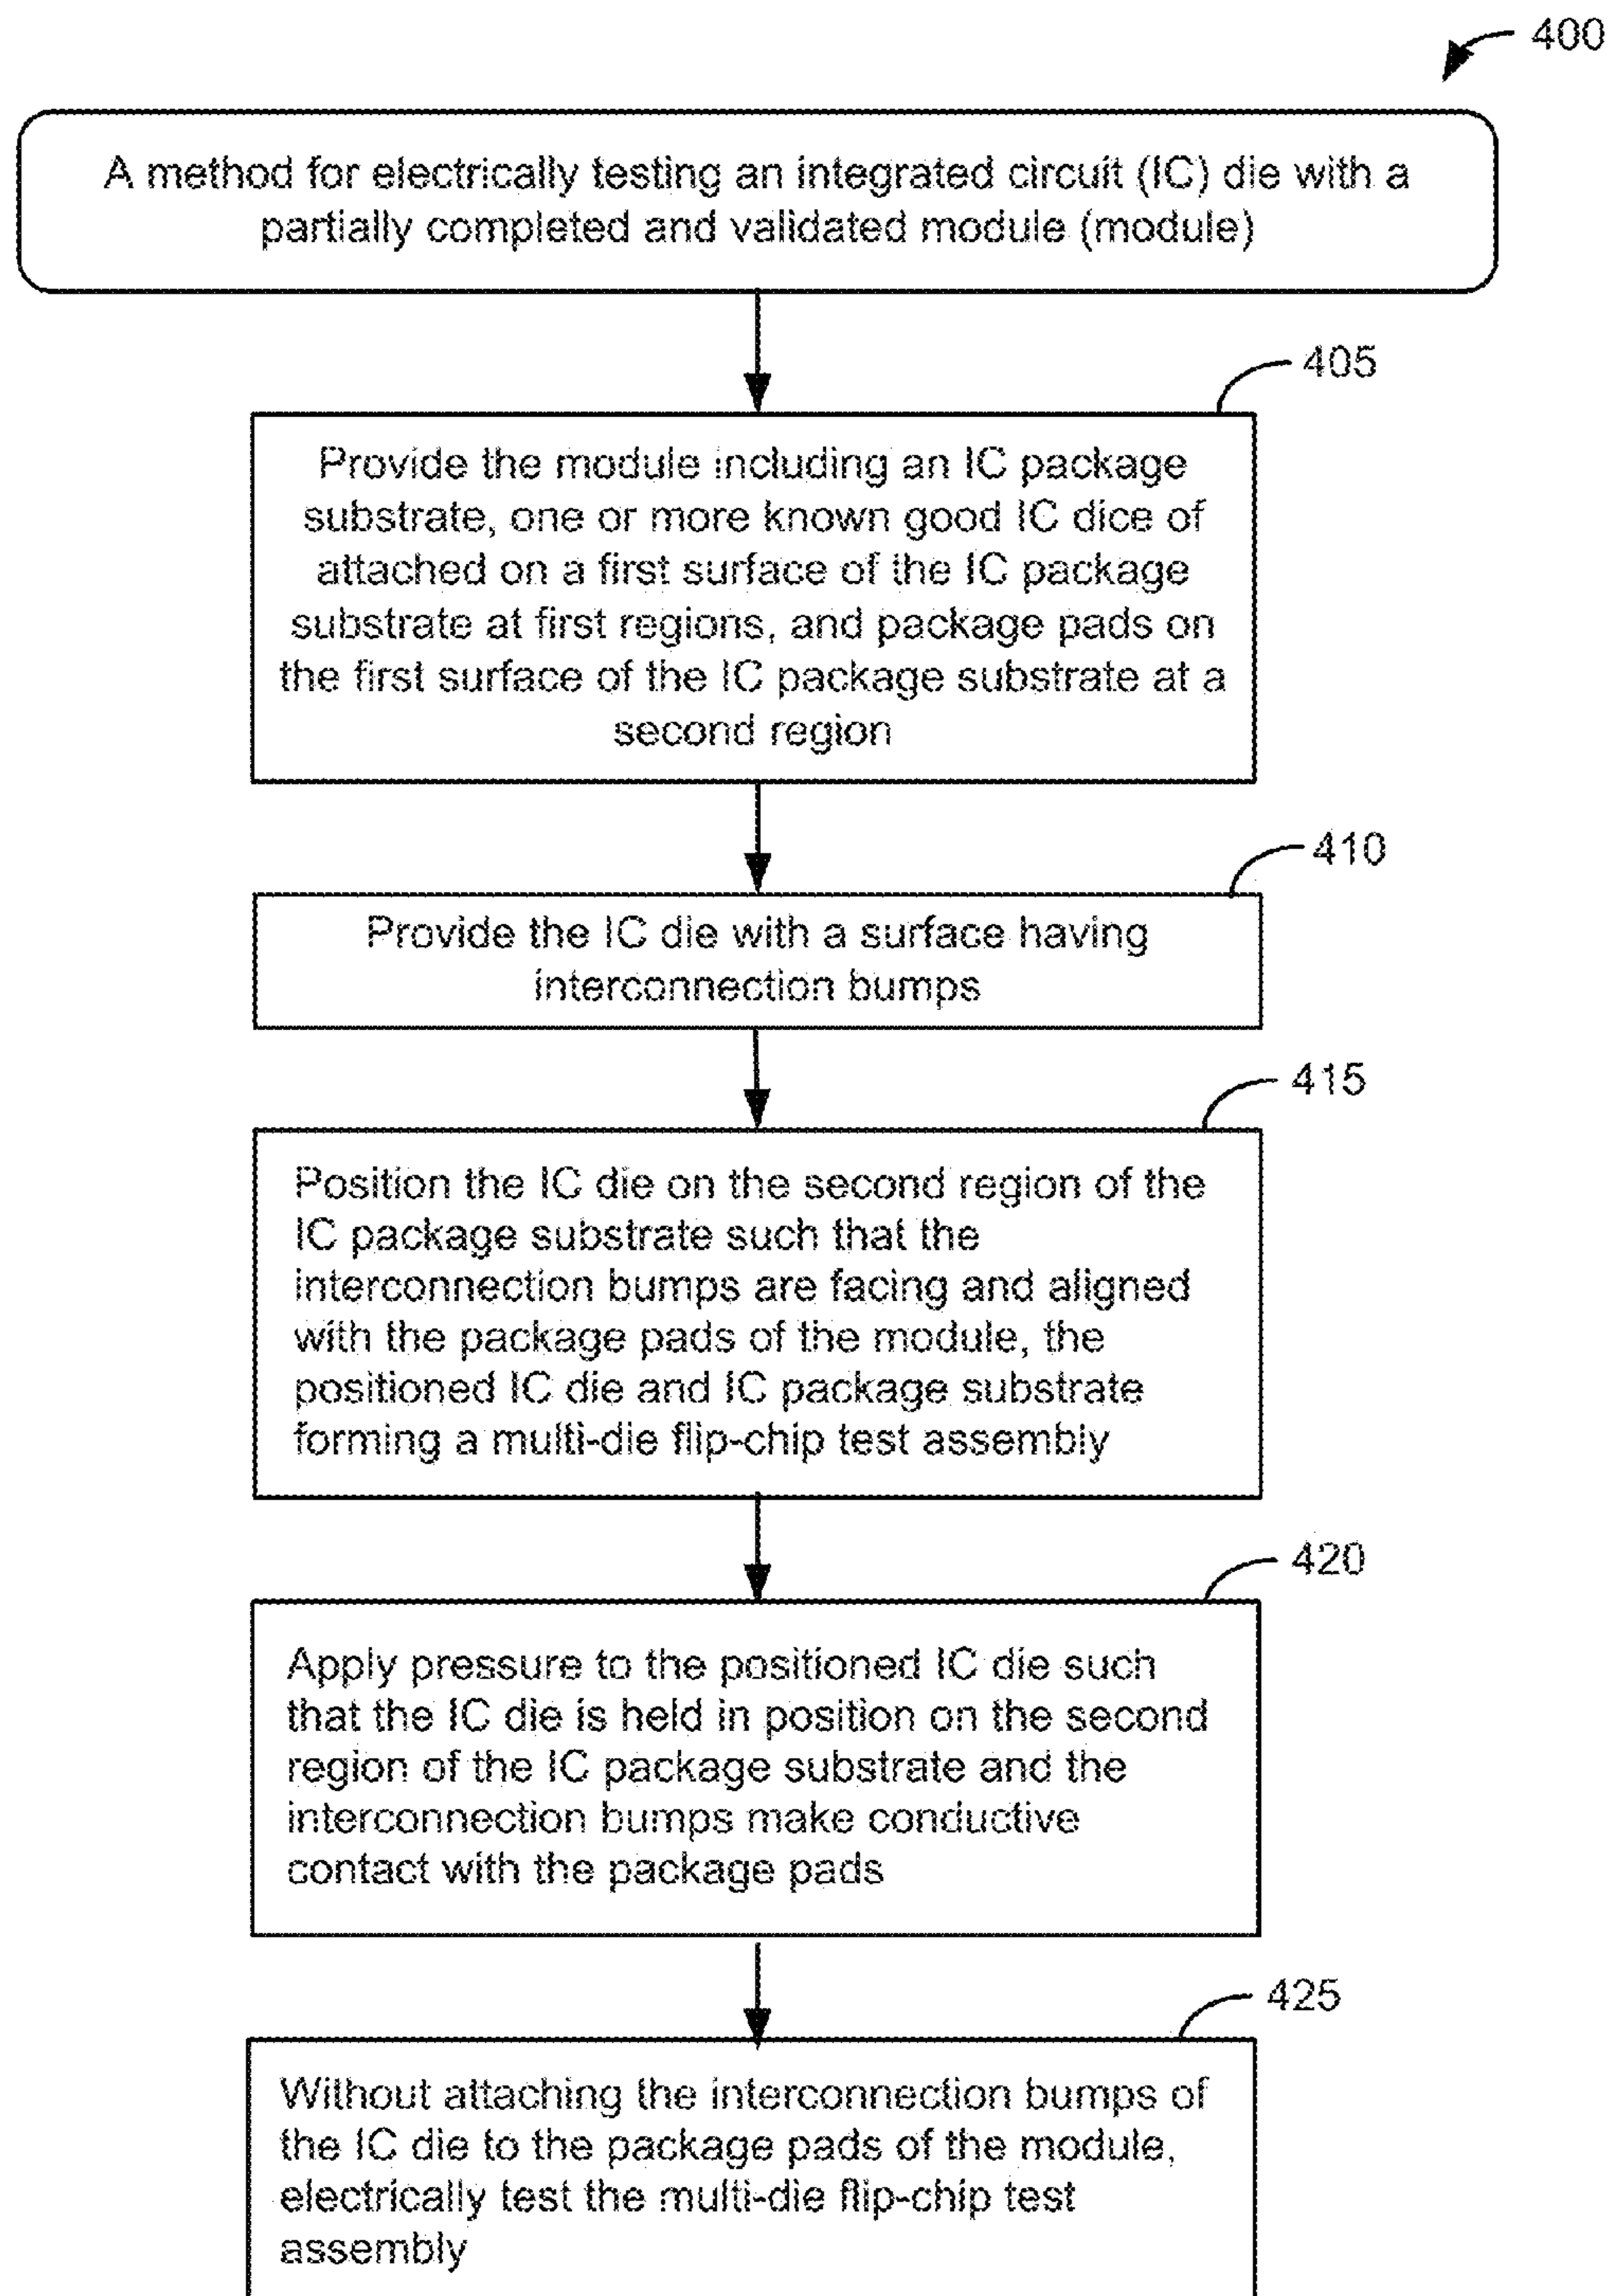 400
A method for electrically testing an integrated circuit (IC) die with a
partially completed and validated module (module)
405
Provide the module including an IC package
substrate, one or more known good IC dice of
attached on a first surface of the IC package
substrate at first regions, and package pads on
the first surface of the IC package substrate at a
second region
410
Provide the IC die with a surface having
interconnection bumps
415
Position the IC die on the second region of the
IC package substrate such that the
interconnection bumps are facing and aligned
with the package pads of the module, the
positioned IC die and IC package substrate
forming a multi-die flip-chip test assembly
420
Apply pressure to the positioned IC die such
that the IC die is held in position on the second
region of the IC package substrate and the
interconnection bumps make conductive
contact with the package pads
425
Without attaching the interconnection bumps of
the IC die to the package pads of the module,
electrically test the multi-die flip-chip test
assembly